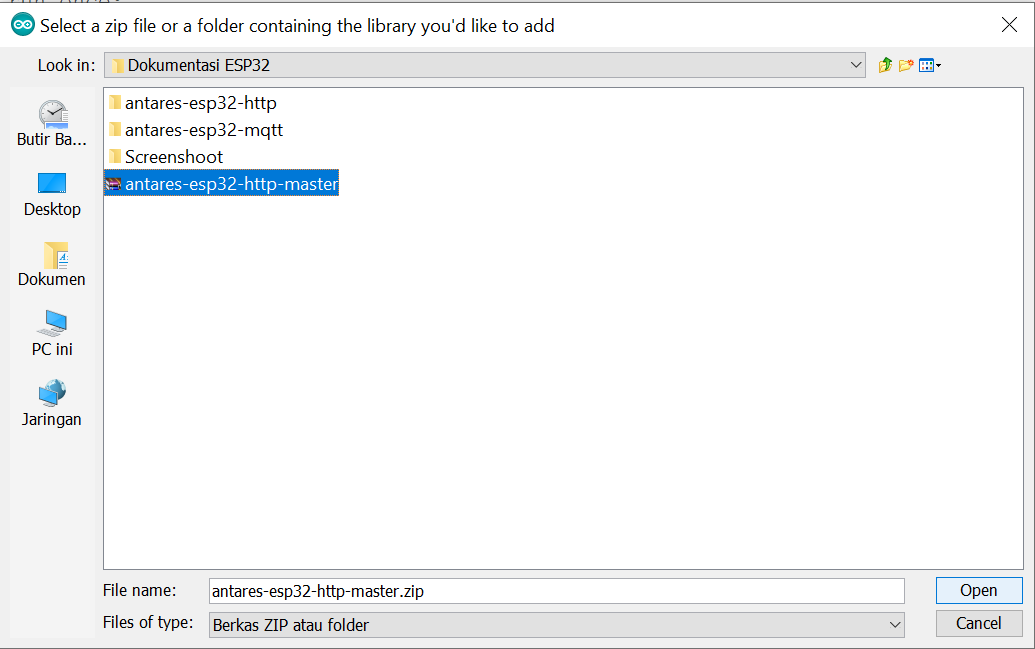 Select a zip file or a folder containing the library you'd like to add
Look in: Dokumentasi ESP32
Butir Ba...
Desktop
Dokumen
PC ini
Jaringan
antares-esp32-http
antares-esp32-mqtt
Screenshoot
antares-esp32-http-master
File name: antares-esp32-http-master.zip Open
Files of type: Berkas ZIP atau folder Cancel